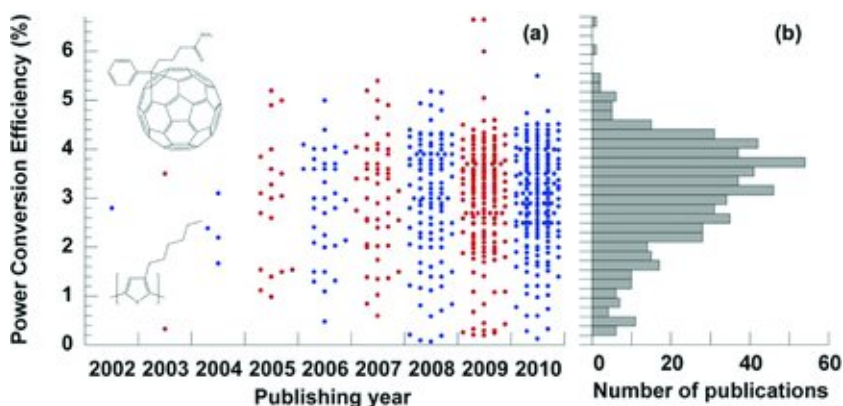 Power Conversion Efficiency (%)
6
5
4
3
2
1
0
(a)
2002 2003 2004 2005 2006 2007 2008 2009 2010
Publishing year
(b)
0 20 40 60
Number of publications